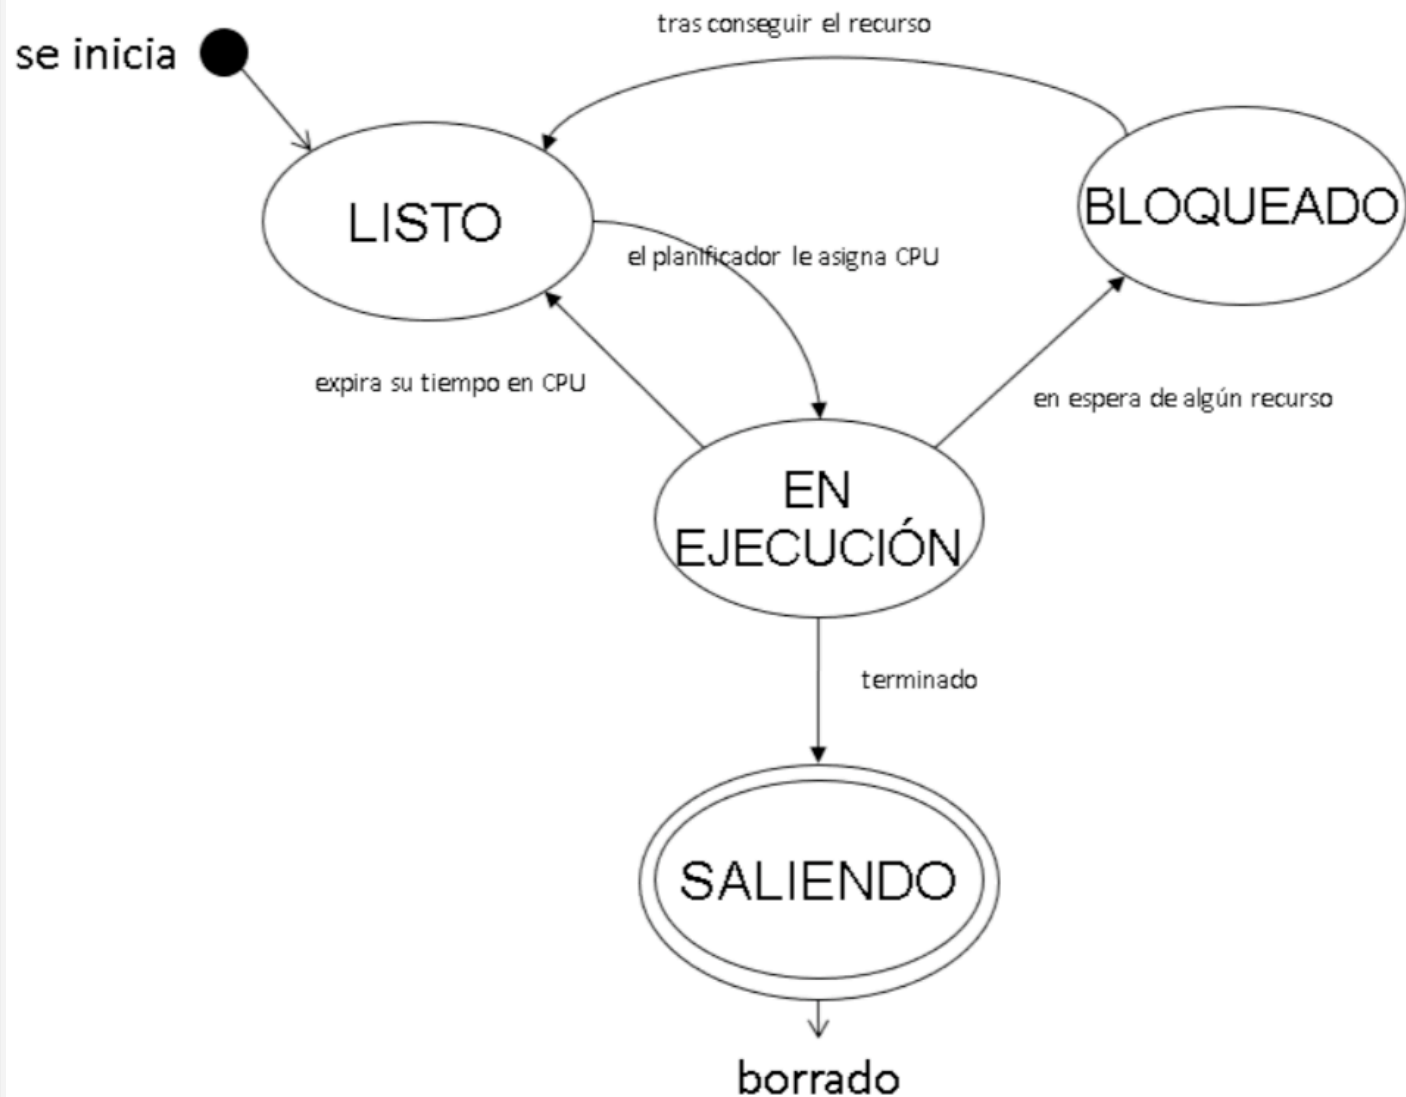 tras conseguir el recurso
se inicia
LISTO
BLOQUEADO
el planificador le asigna CPU
expira su tiempo en CPU
en espera de algún recurso
EN
EJECUCIÓN
terminado
SALIENDO
borrado